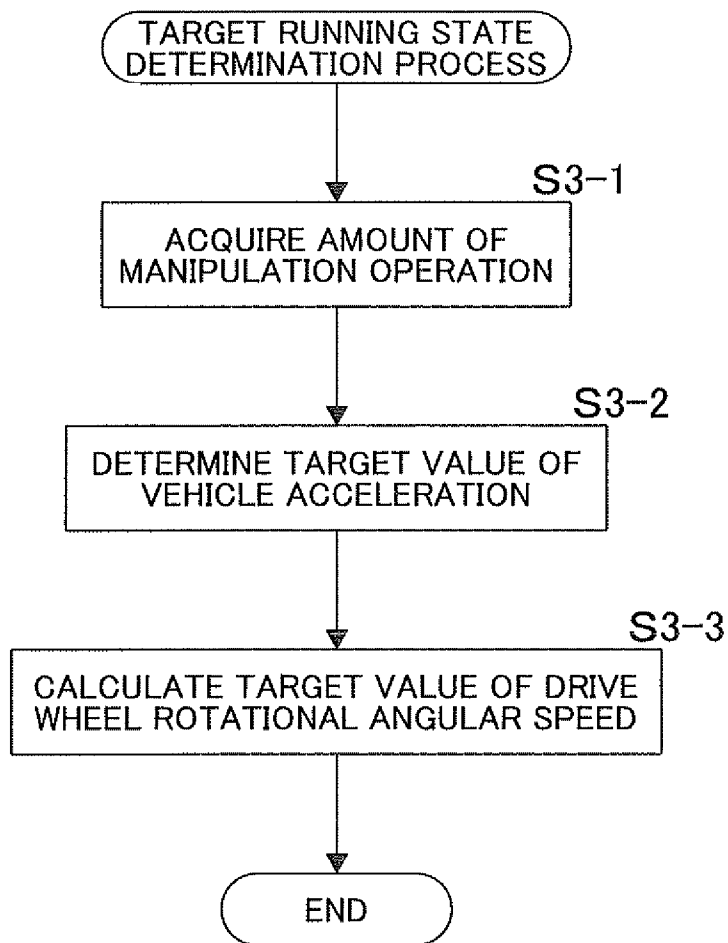 TARGET RUNNING STATE
DETERMINATION PROCESS
S3-1
ACQUIRE AMOUNT OF
MANIPULATION OPERATION
S3-2
DETERMINE TARGET VALUE OF
VEHICLE ACCELERATION
S3-3
CALCULATE TARGET VALUE OF DRIVE
WHEEL ROTATIONAL ANGULAR SPEED
END